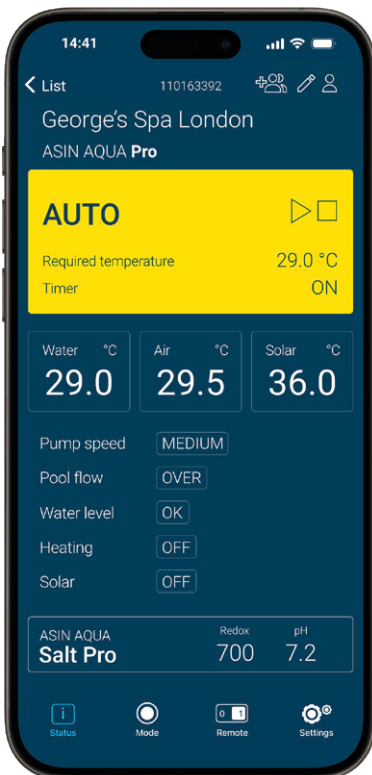 14:41
List 110163392
George's Spa London
ASIN AQUA Pro
AUTO
Required temperature 29.0 °C
Timer ON
Water °C Air °C Solar °C
29.0 29.5 36.0
Pump speed MEDIUM
Pool flow OVER
Water level OK
Heating OFF
Solar OFF
ASIN AQUA Redox pH
Salt Pro 700 7.2
i 0 1
Status Mode Remote Settings